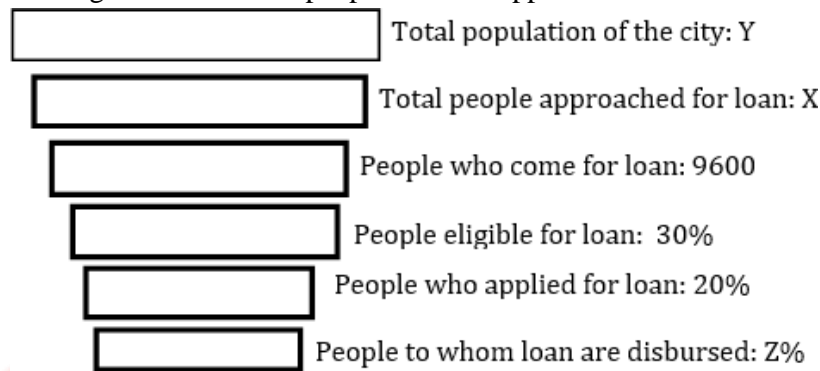 Total population of the city: Y
Total people approached for loan: X
People who come for loan: 9600
People eligible for loan: 30%
People who applied for loan: 20%
People to whom loan are disbursed: Z%